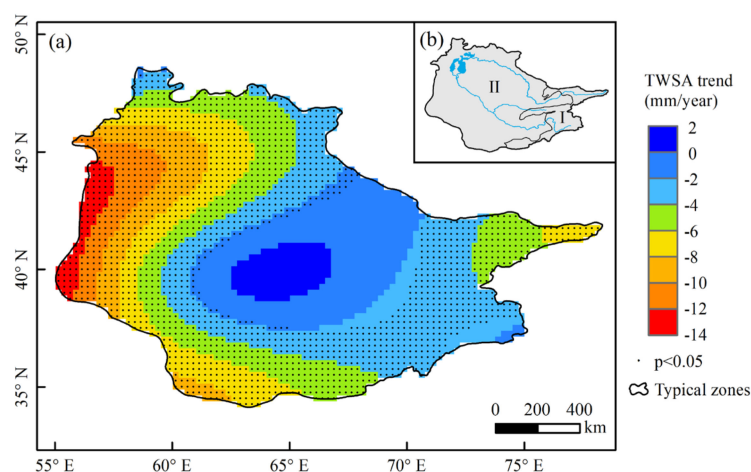 (a)
(b)
II
I
50° N
45° N
40° N
35° N
55° E
60° E
65° E
70° E
75° E
0 200 400
km
TWSA trend
(mm/year)
2
0
-2
-4
-6
-8
-10
-12
-14
p<0.05
Typical zones